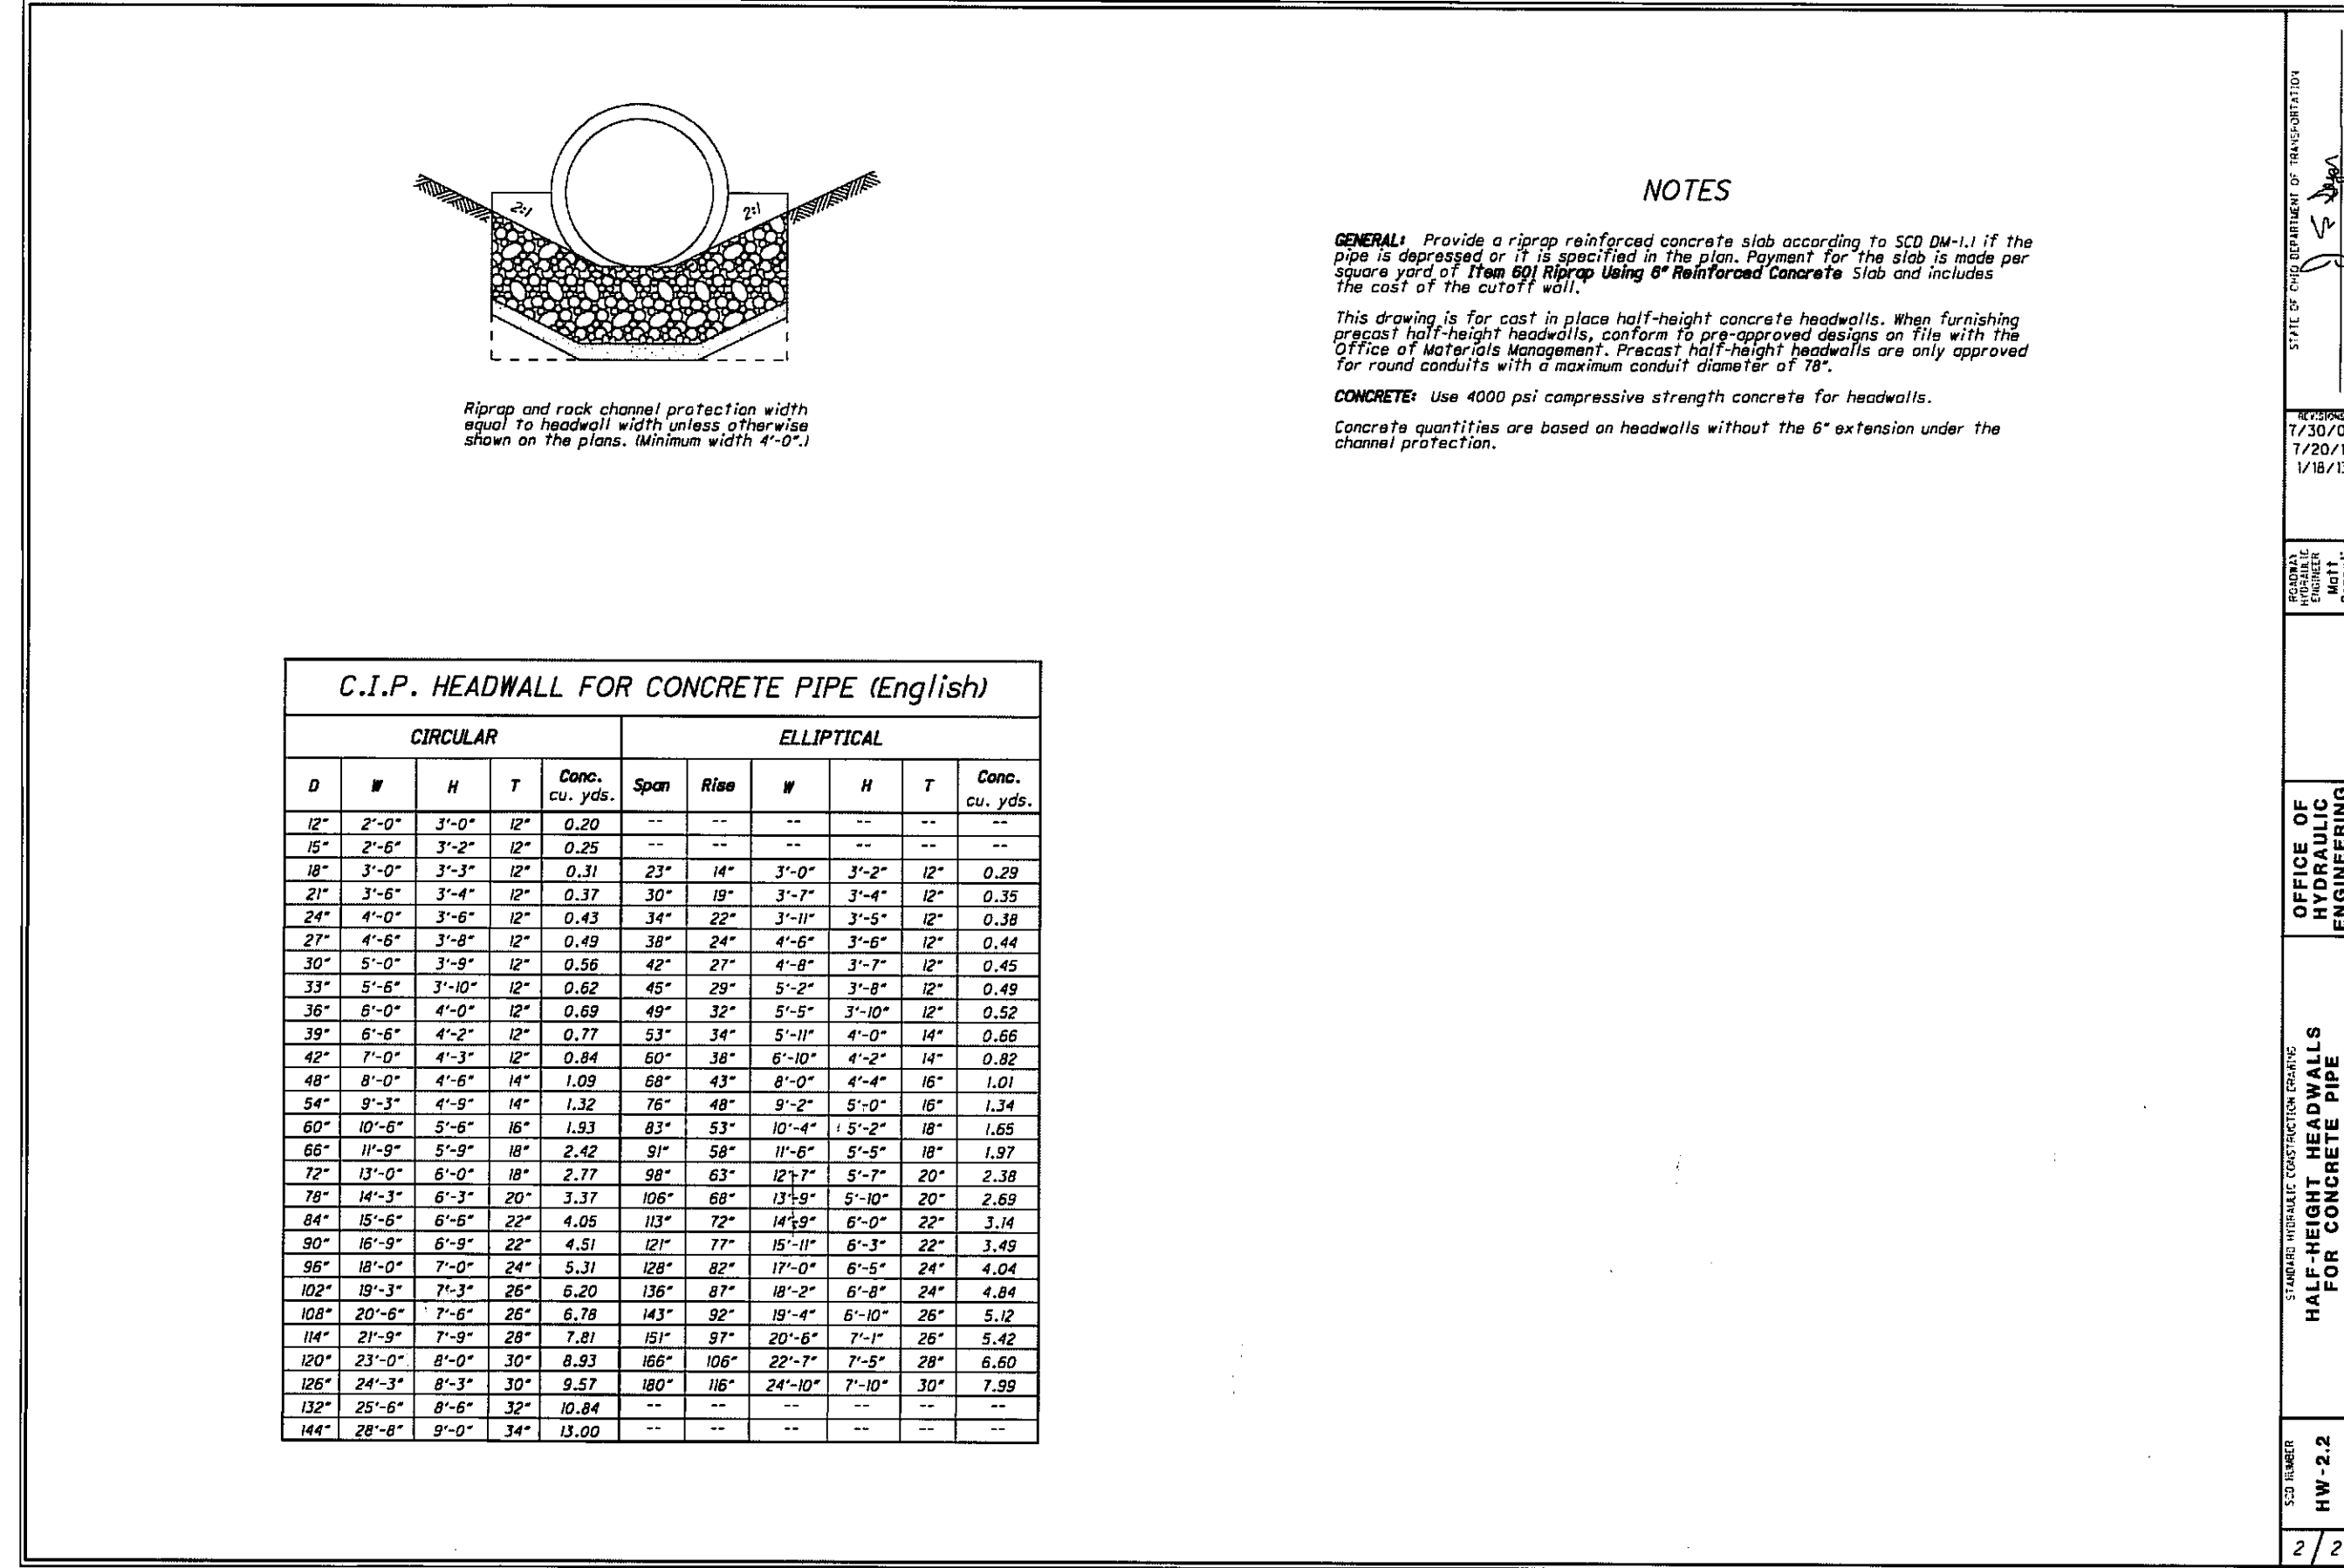 2:1 2:1
Riprap and rock channel protection width
equal to headwall width unless otherwise
shown on the plans. (Minimum width 4'-0".)
NOTES
GENERAL: Provide a riprap reinforced concrete slab according to SCD DM-1.1 if the
pipe is depressed or it is specified in the plan. Payment for the slab is made per
square yard of Item 601 Riprap Using 6" Reinforced Concrete Slab and includes
the cost of the cutoff wall.
This drawing is for cast in place half-height concrete headwalls. When furnishing
precast half-height headwalls, conform to pre-approved designs on file with the
Office of Materials Management. Precast half-height headwalls are only approved
for round conduits with a maximum conduit diameter of 78".
CONCRETE: Use 4000 psi compressive strength concrete for headwalls.
Concrete quantities are based on headwalls without the 6" extension under the
channel protection.
C.I.P. HEADWALL FOR CONCRETE PIPE (English)
CIRCULAR ELLIPTICAL
D W H T Conc. cu. yds. Span Rise W H T Conc. cu. yds.
12" 2'-0" 3'-0" 12" 0.20 -- -- -- -- -- --
15" 2'-6" 3'-2" 12" 0.25 -- -- -- -- -- --
18" 3'-0" 3'-3" 12" 0.31 23" 14" 3'-0" 3'-2" 12" 0.29
21" 3'-6" 3'-4" 12" 0.37 30" 19" 3'-7" 3'-4" 12" 0.35
24" 4'-0" 3'-6" 12" 0.43 34" 22" 3'-11" 3'-5" 12" 0.38
27" 4'-6" 3'-8" 12" 0.49 38" 24" 4'-6" 3'-6" 12" 0.44
30" 5'-0" 3'-9" 12" 0.56 42" 27" 4'-8" 3'-7" 12" 0.45
33" 5'-6" 3'-10" 12" 0.62 45" 29" 5'-2" 3'-8" 12" 0.49
36" 6'-0" 4'-0" 12" 0.69 49" 32" 5'-5" 3'-10" 12" 0.52
39" 6'-6" 4'-2" 12" 0.77 53" 34" 5'-11" 4'-0" 14" 0.66
42" 7'-0" 4'-3" 12" 0.84 60" 38" 6'-10" 4'-2" 14" 0.82
48" 8'-0" 4'-6" 14" 1.09 68" 43" 8'-0" 4'-4" 16" 1.01
54" 9'-3" 4'-9" 14" 1.32 76" 48" 9'-2" 5'-0" 16" 1.34
60" 10'-6" 5'-6" 16" 1.93 83" 53" 10'-4" 5'-2" 18" 1.65
66" 11'-9" 5'-9" 18" 2.42 91" 58" 11'-6" 5'-5" 18" 1.97
72" 13'-0" 6'-0" 18" 2.77 98" 63" 12'-7" 5'-7" 20" 2.38
78" 14'-3" 6'-3" 20" 3.37 106" 68" 13'-9" 5'-10" 20" 2.69
84" 15'-6" 6'-6" 22" 4.05 113" 72" 14'-9" 6'-0" 22" 3.14
90" 16'-9" 6'-9" 22" 4.51 121" 77" 15'-11" 6'-3" 22" 3.49
96" 18'-0" 7'-0" 24" 5.31 128" 82" 17'-0" 6'-5" 24" 4.04
102" 19'-3" 7'-3" 26" 6.20 136" 87" 18'-2" 6'-8" 24" 4.84
108" 20'-6" 7'-6" 26" 6.78 143" 92" 19'-4" 6'-10" 26" 5.12
114" 21'-9" 7'-9" 28" 7.81 151" 97" 20'-6" 7'-1" 26" 5.42
120" 23'-0" 8'-0" 30" 8.93 166" 106" 22'-7" 7'-5" 28" 6.60
126" 24'-3" 8'-3" 30" 9.57 180" 116" 24'-10" 7'-10" 30" 7.99
132" 25'-6" 8'-6" 32" 10.84 -- -- -- -- -- --
144" 28'-8" 9'-0" 34" 13.00 -- -- -- -- -- --
STATE OF OHIO DEPARTMENT OF TRANSPORTATION
REVISIONS
7/30/0
7/20/1
1/18/13
ROADWAY
HYDRAULIC
ENGINEER
Matt
OFFICE OF
HYDRAULIC
ENGINEERING
STANDARD HYDRAULIC CONSTRUCTION DRAWING
HALF-HEIGHT HEADWALLS
FOR CONCRETE PIPE
SCD NUMBER
HW-2.2
2/2